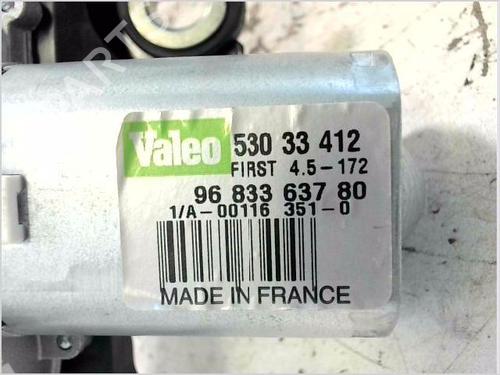 Valeo 530 33 412
FIRST 4.5-172
96 833 637 80
1/A-00116 351-0
MADE IN FRANCE